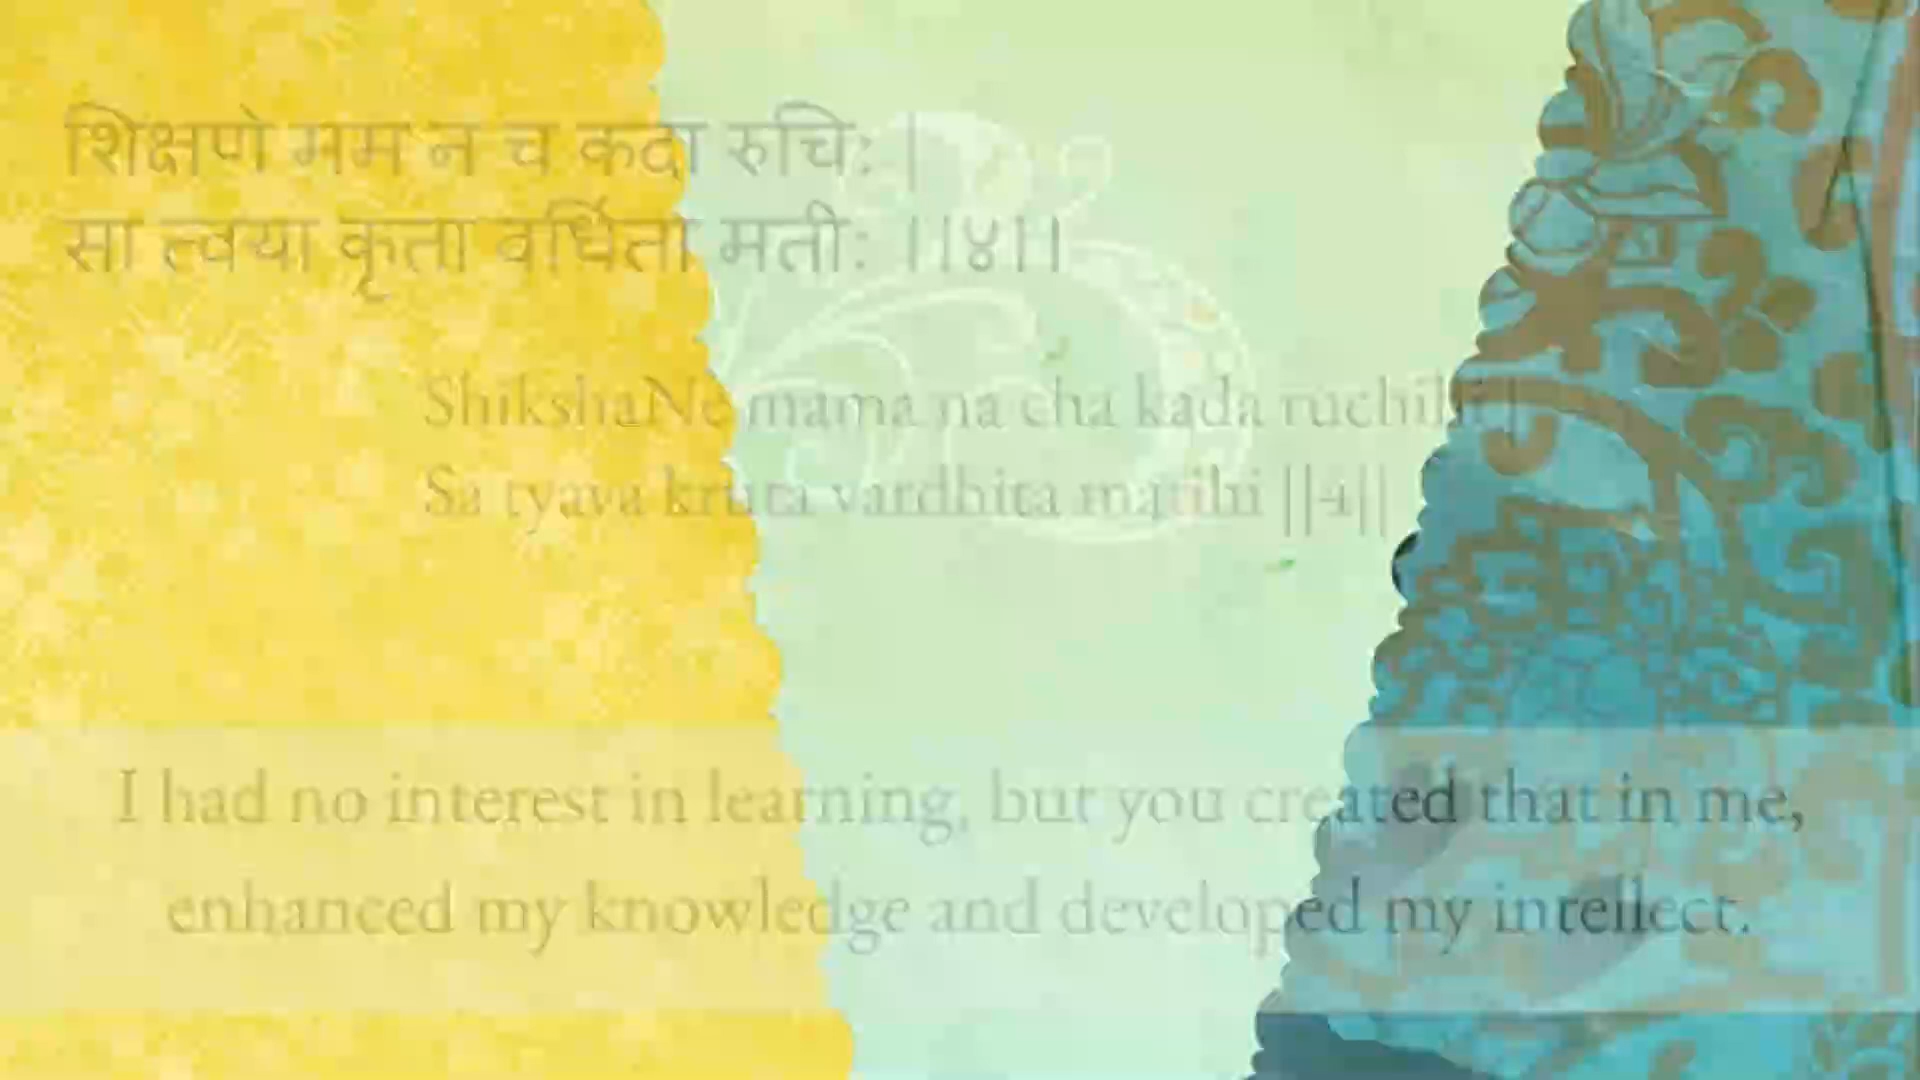 शिक्षणे मम न च कदा रुचिः |
सा त्वया कृता वर्धिता मतीः ।।४।।
ShikshaNe mama na cha kada ruchihi |
Sa tvaya kruta vardhita matihi ||4||
I had no interest in learning, but you created that in me,
enhanced my knowledge and developed my intellect.